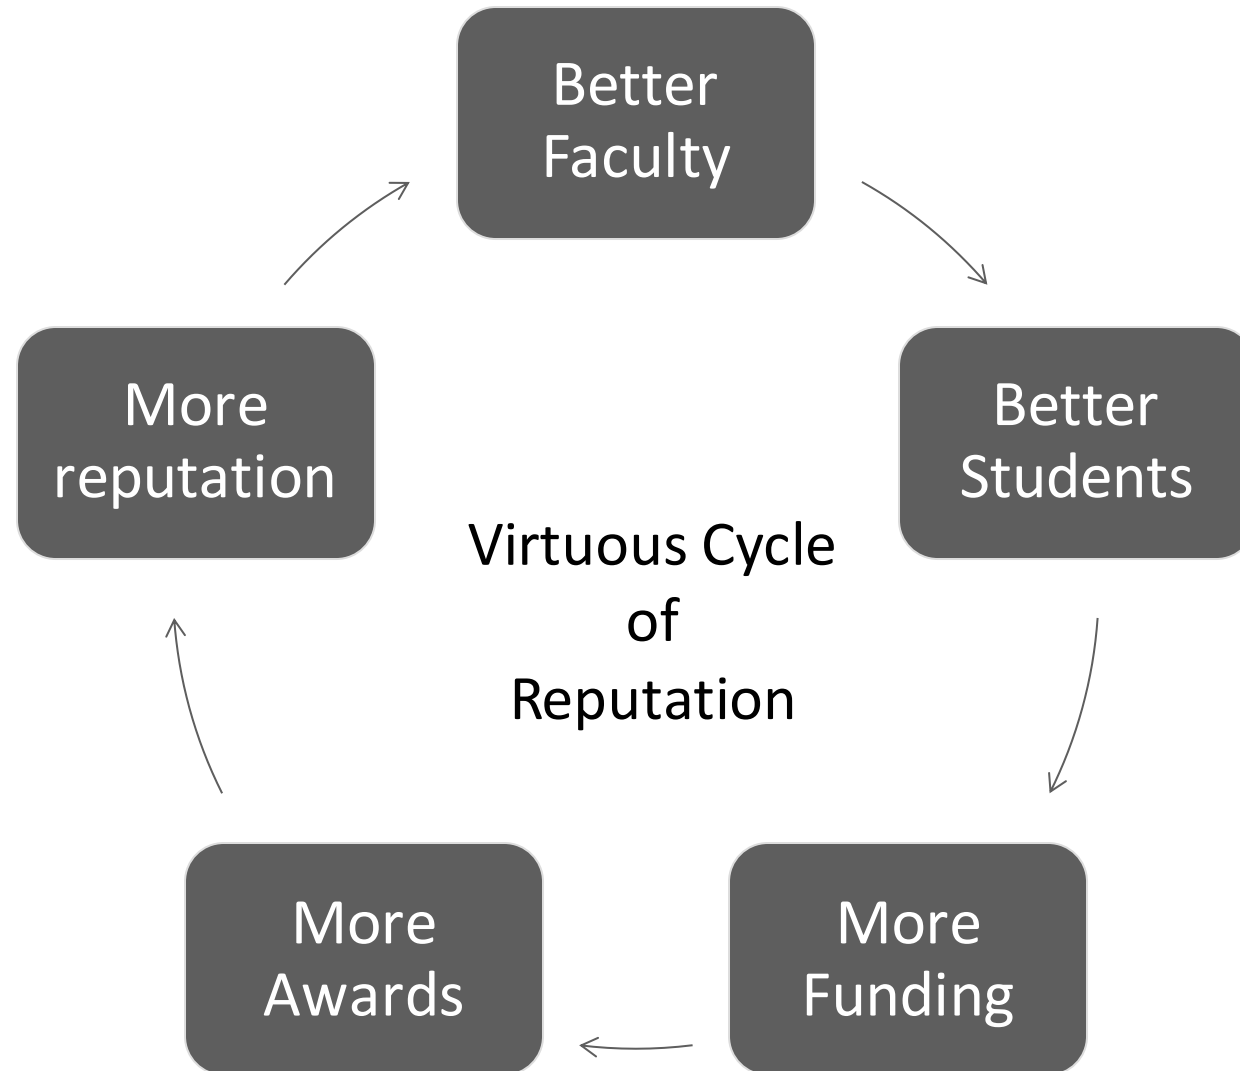 Better
Faculty
Better
Students
More
Funding
More
Awards
More
reputation
Virtuous Cycle
of
Reputation